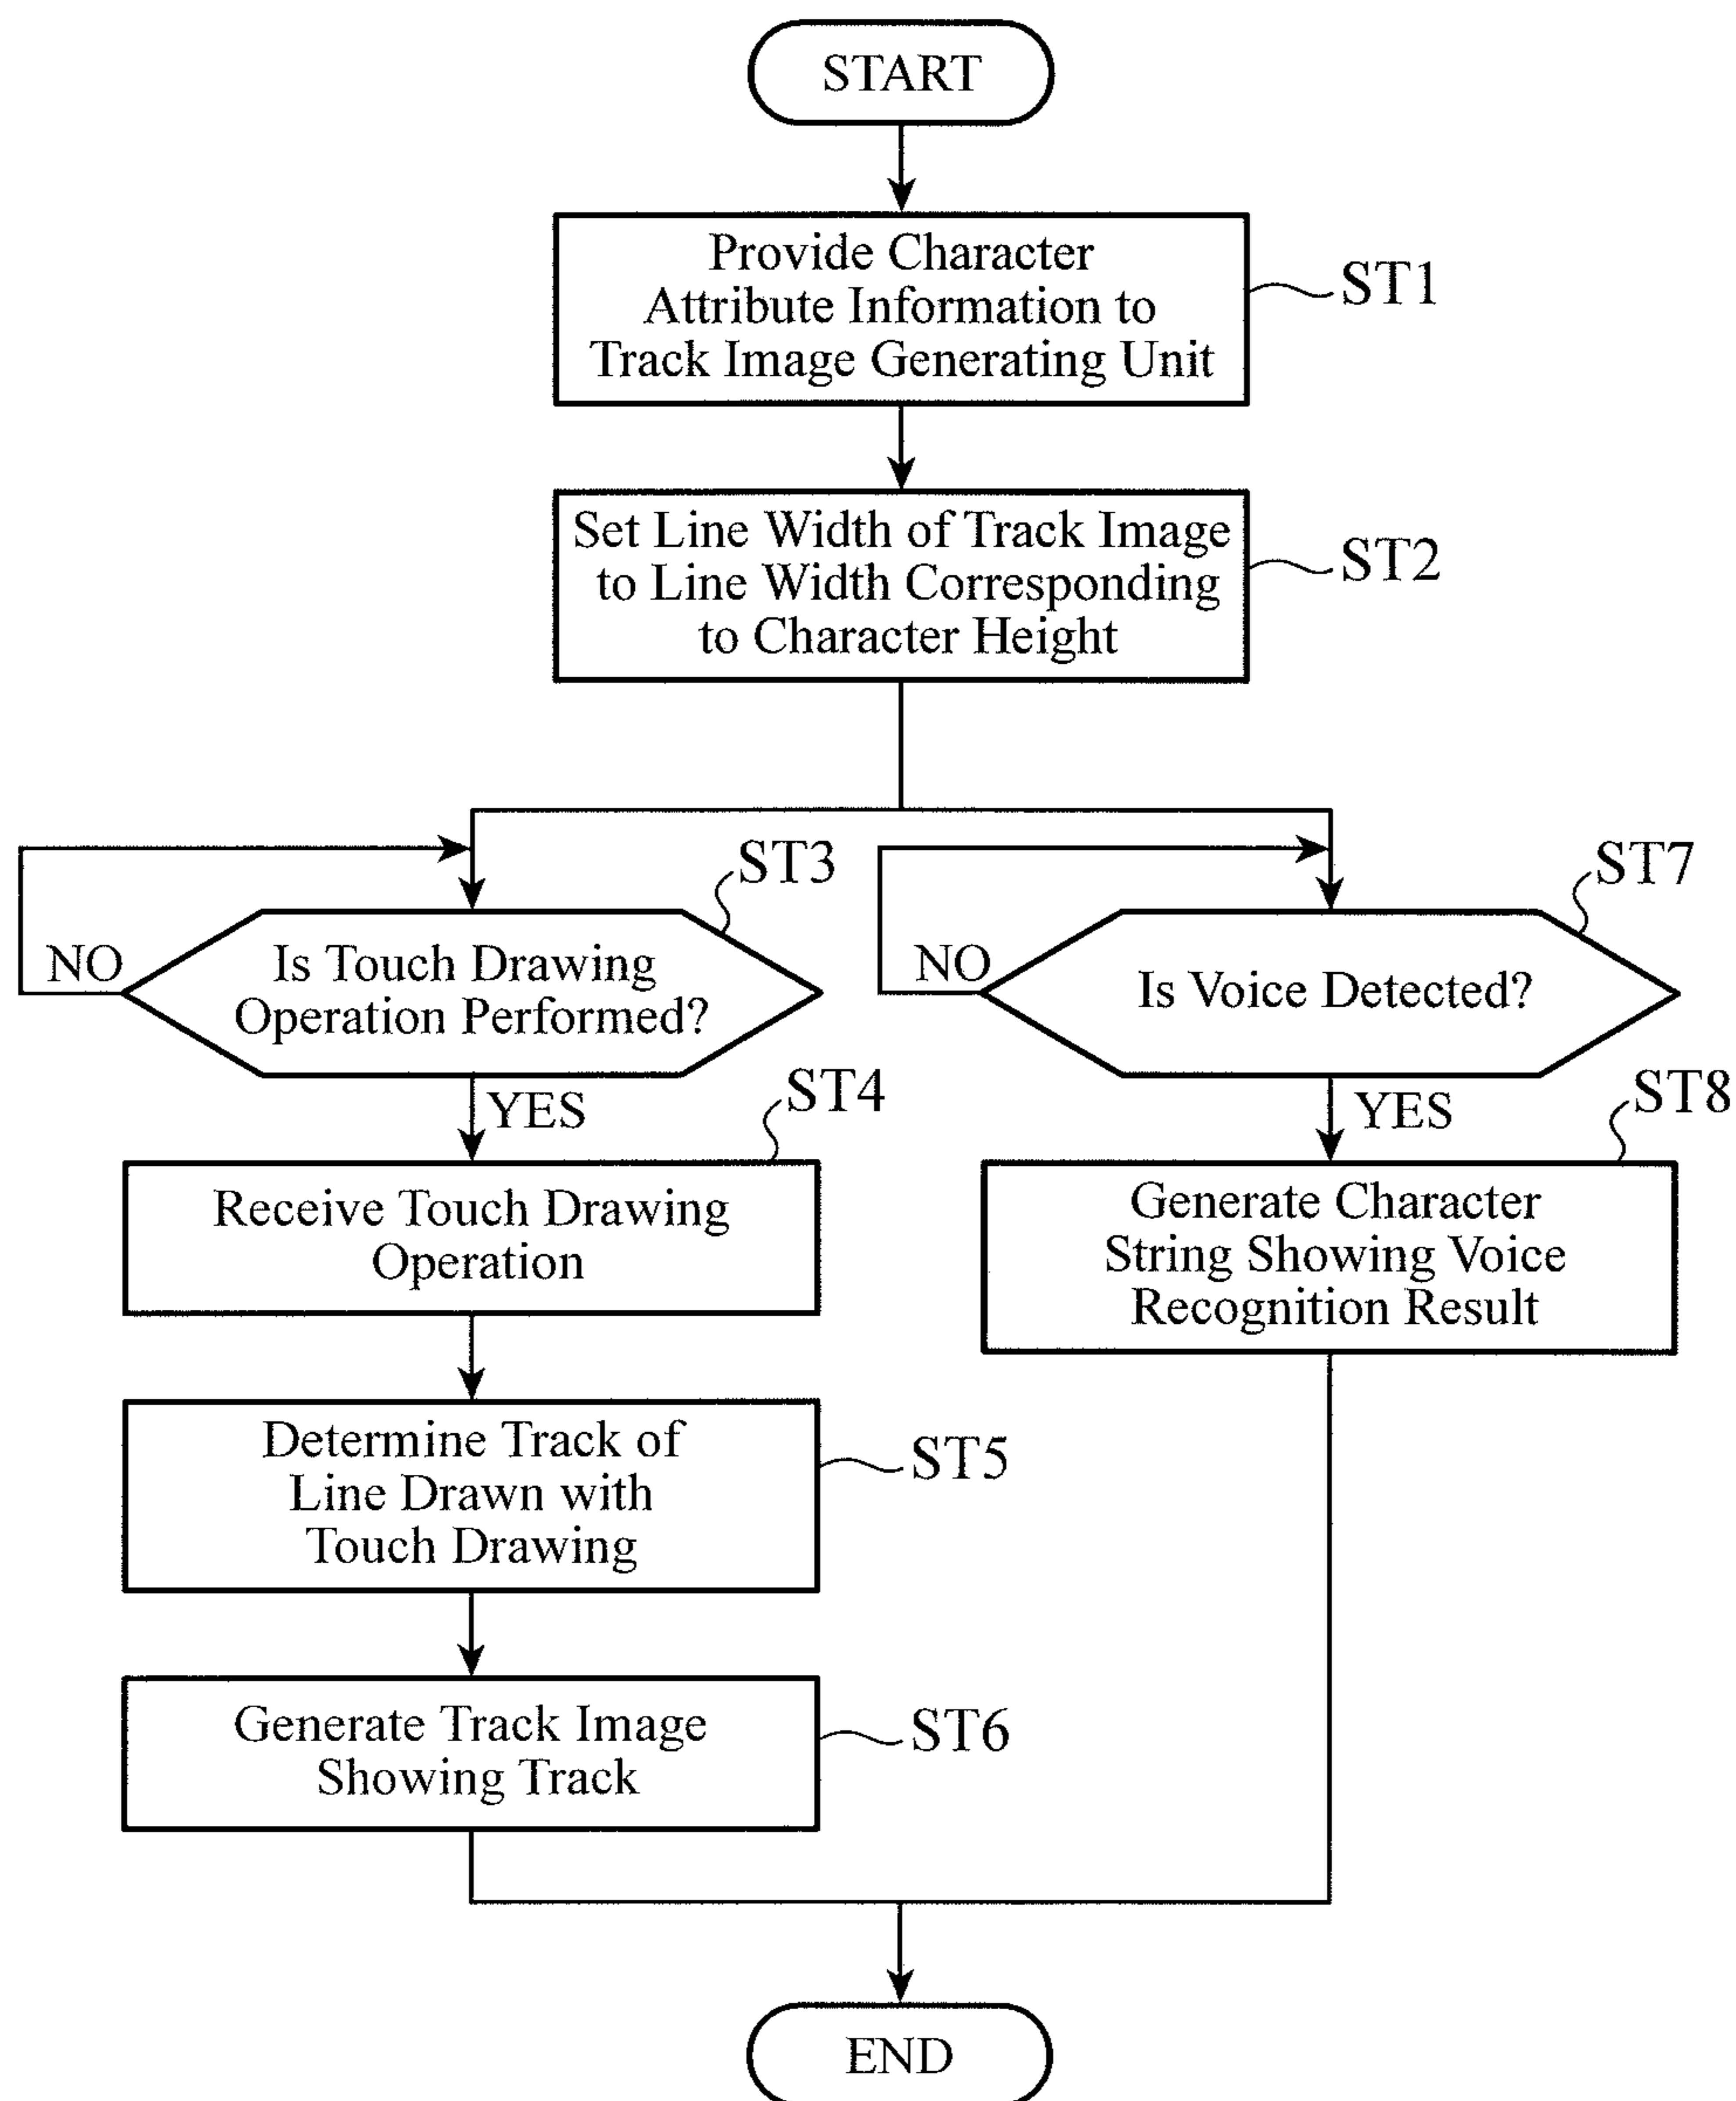 START
Provide Character
Attribute Information to
Track Image Generating Unit
ST1
Set Line Width of Track Image
to Line Width Corresponding
to Character Height
ST2
ST3
NO
Is Touch Drawing
Operation Performed?
YES
ST4
Receive Touch Drawing
Operation
Determine Track of
Line Drawn with
Touch Drawing
ST5
Generate Track Image
Showing Track
ST6
ST7
NO
Is Voice Detected?
YES
ST8
Generate Character
String Showing Voice
Recognition Result
END